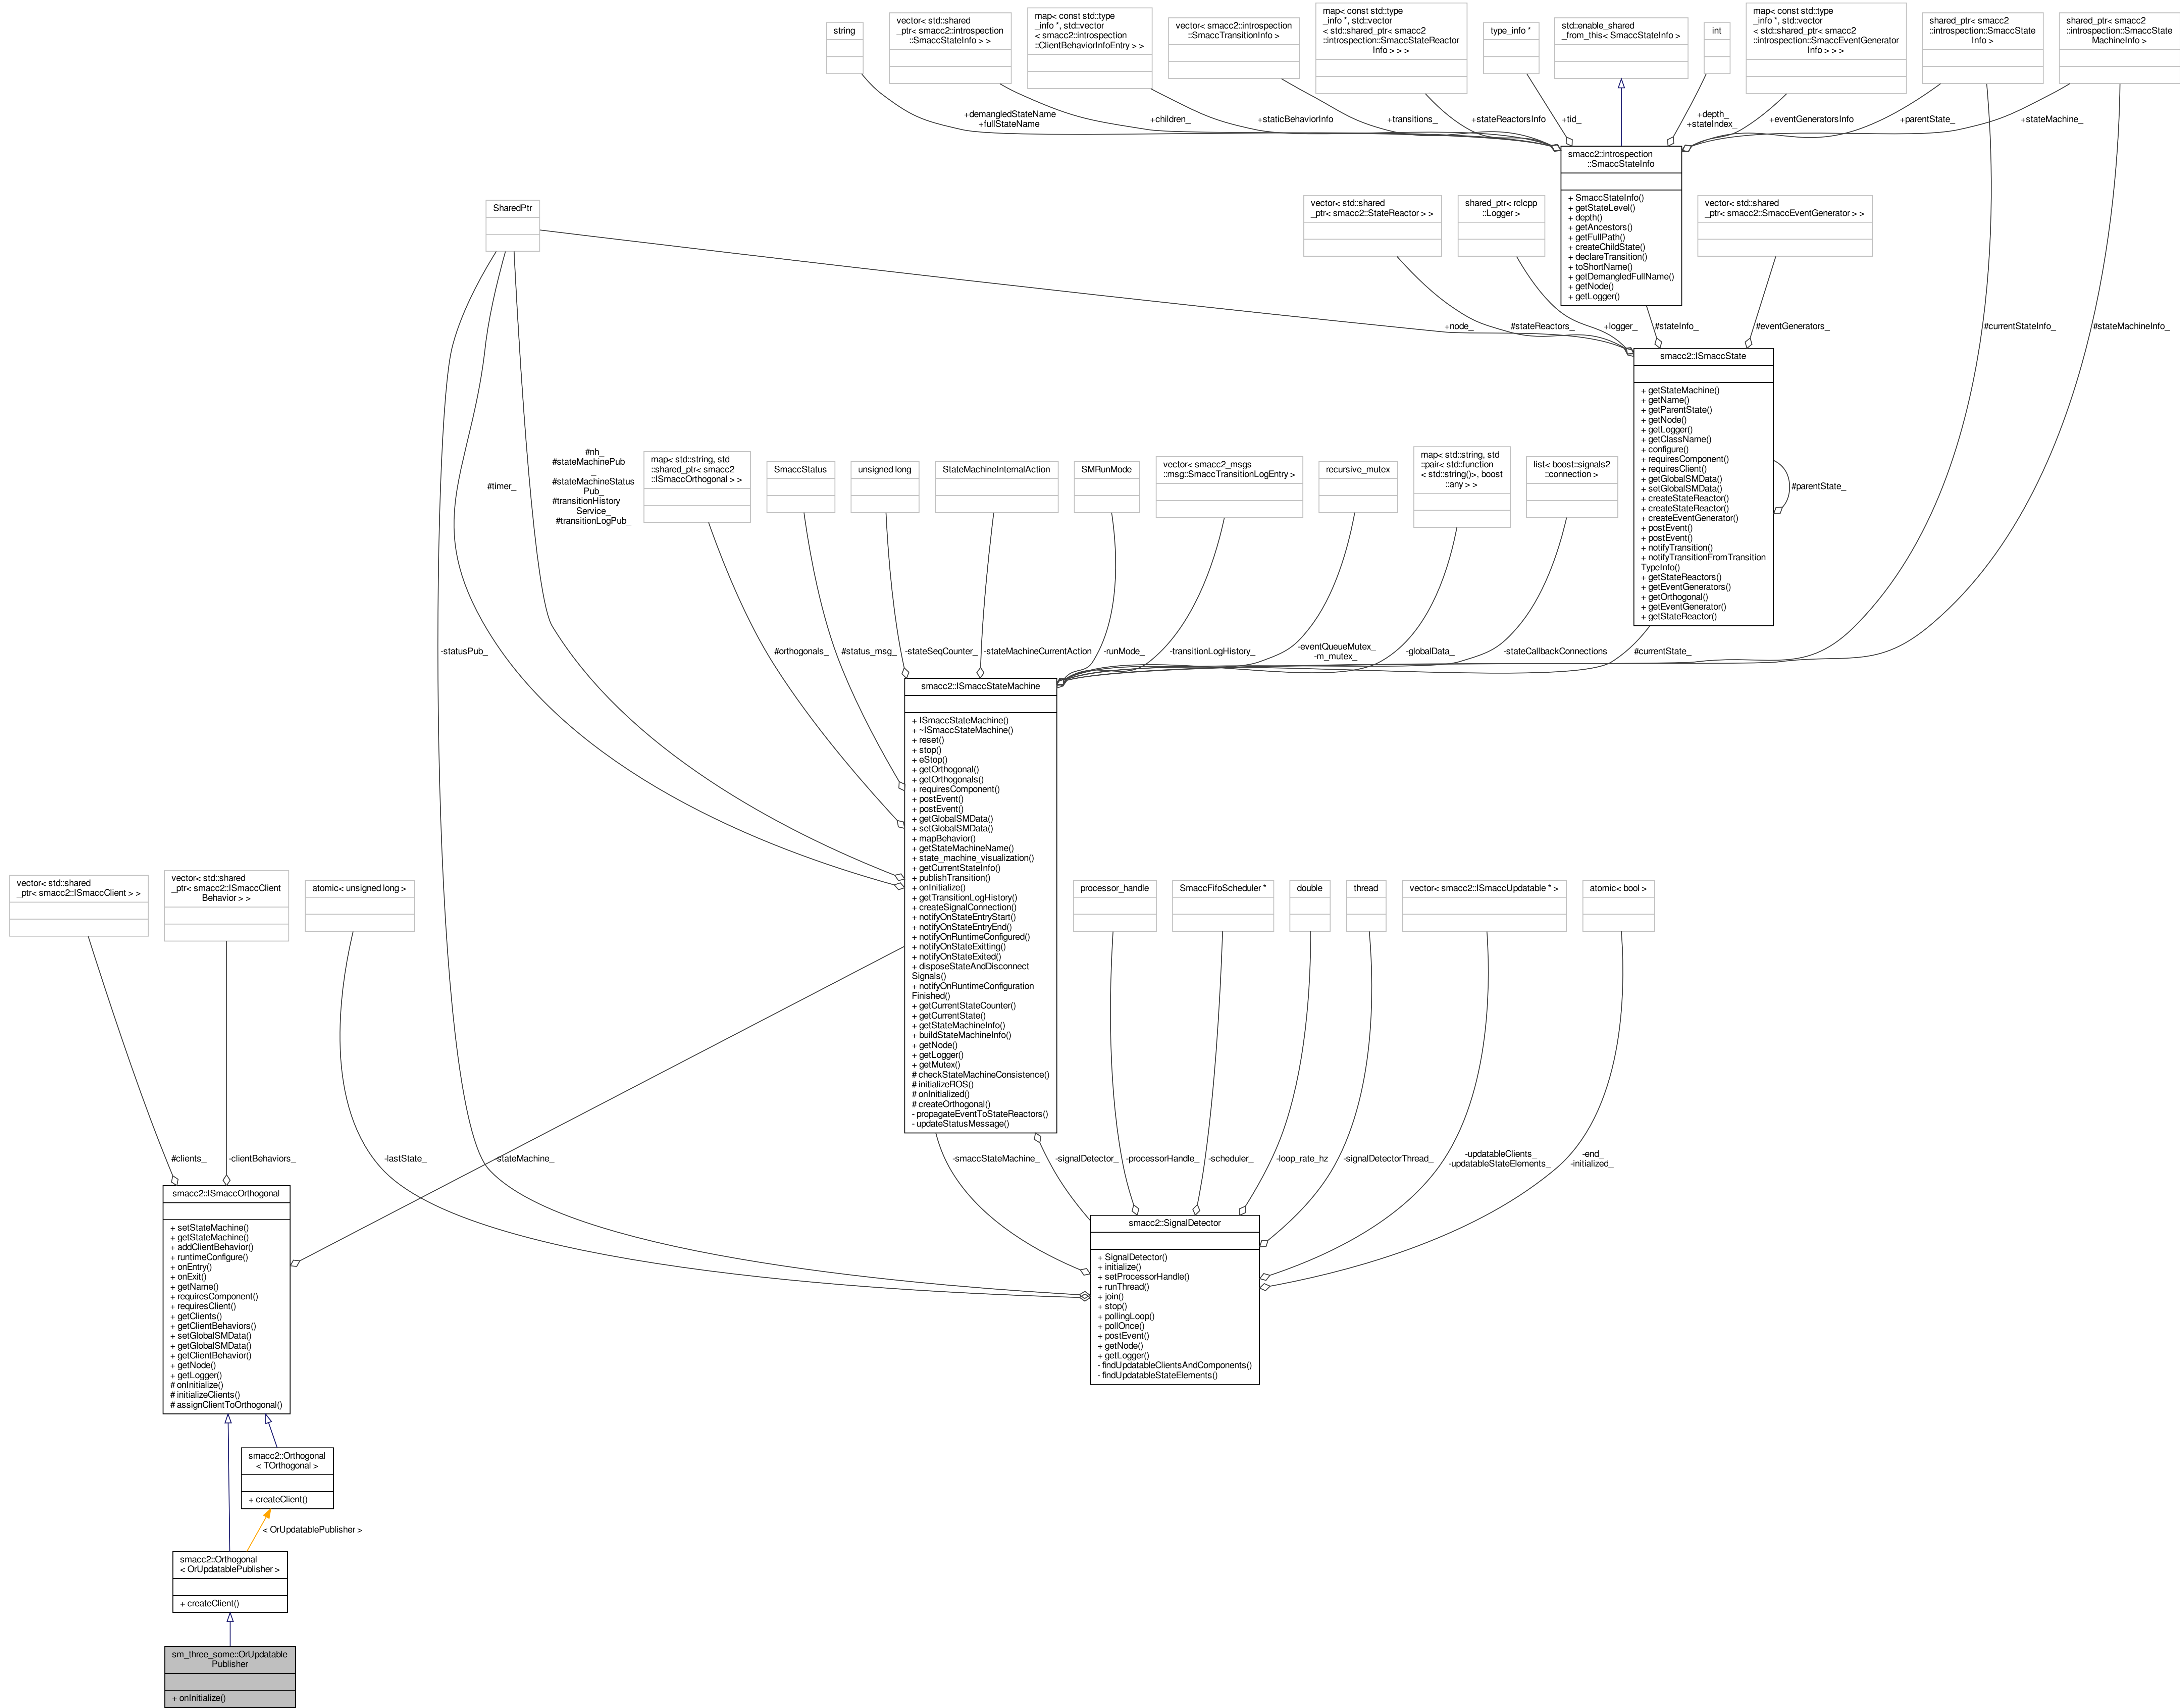 string
vector< std::shared
_ptr< smacc2::introspection
::SmaccStateInfo > >
map< const std::type
_info *, std::vector
< smacc2::introspection
::ClientBehaviorInfoEntry > >
vector< smacc2::introspection
::SmaccTransitionInfo >
map< const std::type
_info *, std::vector
< std::shared_ptr< smacc2
::introspection::SmaccStateReactor
Info > > >
type_info *
std::enable_shared
_from_this< SmaccStateInfo >
int
map< const std::type
_info *, std::vector
< std::shared_ptr< smacc2
::introspection::SmaccEventGenerator
Info > > >
shared_ptr< smacc2
::introspection::SmaccState
Info >
shared_ptr< smacc2
::introspection::SmaccState
MachineInfo >
+demangledStateName
+fullStateName
+children_
+staticBehaviorInfo
+transitions_
+stateReactorsInfo
+tid_
+depth_
+stateIndex_
+eventGeneratorsInfo
+parentState_
+stateMachine_
smacc2::introspection
::SmaccStateInfo
+ SmaccStateInfo()
+ getStateLevel()
+ depth()
+ getAncestors()
+ getFullPath()
+ createChildState()
+ declareTransition()
+ toShortName()
+ getDemangledFullName()
+ getNode()
+ getLogger()
SharedPtr
vector< std::shared
_ptr< smacc2::StateReactor > >
shared_ptr< rclcpp
::Logger >
vector< std::shared
_ptr< smacc2::SmaccEventGenerator > >
+node_
#stateReactors_
+logger_
#stateInfo_
#eventGenerators_
#currentStateInfo_
#stateMachineInfo_
smacc2::ISmaccState
+ getStateMachine()
+ getName()
+ getParentState()
+ getNode()
+ getLogger()
+ getClassName()
+ configure()
+ requiresComponent()
+ requiresClient()
+ getGlobalSMData()
+ setGlobalSMData()
+ createStateReactor()
+ createStateReactor()
+ createEventGenerator()
+ postEvent()
+ postEvent()
+ notifyTransition()
+ notifyTransitionFromTransition
TypeInfo()
+ getStateReactors()
+ getEventGenerators()
+ getOrthogonal()
+ getEventGenerator()
+ getStateReactor()
#parentState_
#timer_
#nh_
#stateMachinePub
_
#stateMachineStatus
Pub_
#transitionHistory
Service_
#transitionLogPub_
map< std::string, std
::shared_ptr< smacc2
::ISmaccOrthogonal > >
SmaccStatus
unsigned long
StateMachineInternalAction
SMRunMode
vector< smacc2_msgs
::msg::SmaccTransitionLogEntry >
recursive_mutex
map< std::string, std
::pair< std::function
< std::string()>, boost
::any > >
list< boost::signals2
::connection >
-statusPub_
#orthogonals_
#status_msg_
-stateSeqCounter_
-stateMachineCurrentAction
-runMode_
-transitionLogHistory_
-eventQueueMutex_
-m_mutex_
-globalData_
-stateCallbackConnections
#currentState_
smacc2::ISmaccStateMachine
+ ISmaccStateMachine()
+ ~ISmaccStateMachine()
+ reset()
+ stop()
+ eStop()
+ getOrthogonal()
+ getOrthogonals()
+ requiresComponent()
+ postEvent()
+ postEvent()
+ getGlobalSMData()
+ setGlobalSMData()
+ mapBehavior()
+ getStateMachineName()
+ state_machine_visualization()
+ getCurrentStateInfo()
+ publishTransition()
+ onInitialize()
+ getTransitionLogHistory()
+ createSignalConnection()
+ notifyOnStateEntryStart()
+ notifyOnStateEntryEnd()
+ notifyOnRuntimeConfigured()
+ notifyOnStateExitting()
+ notifyOnStateExited()
+ disposeStateAndDisconnect
Signals()
+ notifyOnRuntimeConfiguration
Finished()
+ getCurrentStateCounter()
+ getCurrentState()
+ getStateMachineInfo()
+ buildStateMachineInfo()
+ getNode()
+ getLogger()
+ getMutex()
# checkStateMachineConsistence()
# initializeROS()
# onInitialized()
# createOrthogonal()
- propagateEventToStateReactors()
- updateStatusMessage()
vector< std::shared
_ptr< smacc2::ISmaccClient > >
vector< std::shared
_ptr< smacc2::ISmaccClient
Behavior > >
atomic< unsigned long >
processor_handle
SmaccFifoScheduler *
double
thread
vector< smacc2::ISmaccUpdatable * >
atomic< bool >
#clients_
-clientBehaviors_
-lastState_
-stateMachine_
-smaccStateMachine_
-signalDetector_
-processorHandle_
-scheduler_
-loop_rate_hz
-signalDetectorThread_
-updatableClients_
-updatableStateElements_
-end_
-initialized_
smacc2::ISmaccOrthogonal
+ setStateMachine()
+ getStateMachine()
+ addClientBehavior()
+ runtimeConfigure()
+ onEntry()
+ onExit()
+ getName()
+ requiresComponent()
+ requiresClient()
+ getClients()
+ getClientBehaviors()
+ setGlobalSMData()
+ getGlobalSMData()
+ getClientBehavior()
+ getNode()
+ getLogger()
# onInitialize()
# initializeClients()
# assignClientToOrthogonal()
smacc2::SignalDetector
+ SignalDetector()
+ initialize()
+ setProcessorHandle()
+ runThread()
+ join()
+ stop()
+ pollingLoop()
+ pollOnce()
+ postEvent()
+ getNode()
+ getLogger()
- findUpdatableClientsAndComponents()
- findUpdatableStateElements()
smacc2::Orthogonal
< TOrthogonal >
+ createClient()
< OrUpdatablePublisher >
smacc2::Orthogonal
< OrUpdatablePublisher >
+ createClient()
sm_three_some::OrUpdatable
Publisher
+ onInitialize()